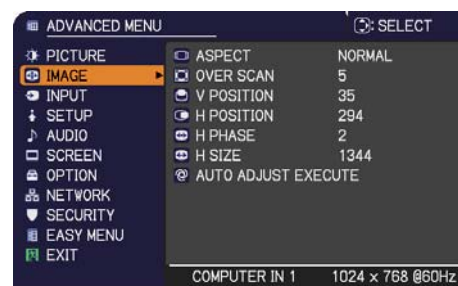 ADVANCED MENU : SELECT
PICTURE
IMAGE
INPUT
SETUP
AUDIO
SCREEN
OPTION
NETWORK
SECURITY
EASY MENU
EXIT
ASPECT NORMAL
OVER SCAN 5
V POSITION 35
H POSITION 294
H PHASE 2
H SIZE 1344
AUTO ADJUST EXECUTE
COMPUTER IN 1 1024 x 768 @60Hz